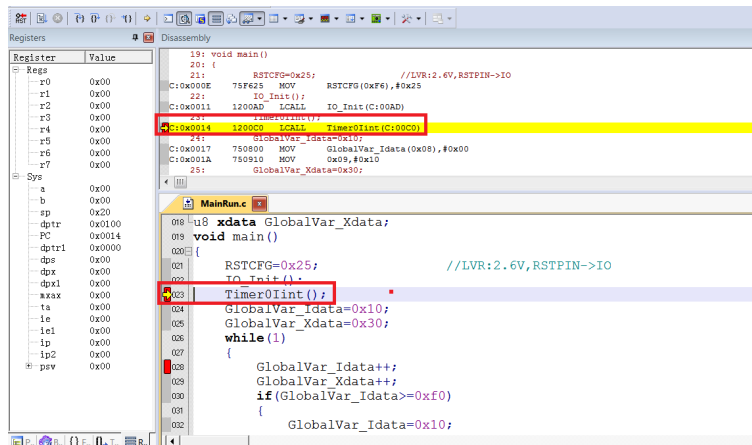 Registers
Register Value
Regs
r0 0x00
r1 0x00
r2 0x00
r3 0x00
r4 0x00
r5 0x00
r6 0x00
r7 0x00
Sys
a 0x00
b 0x00
sp 0x20
dptr 0x0100
PC 0x0014
dptr1 0x0000
dps 0x00
dpx 0x00
dpx1 0x00
mxax 0x00
ta 0x00
ie 0x00
ie1 0x00
ip 0x00
ip2 0x00
psv 0x00
Disassembly
19: void main()
20: {
21: RSTCFG=0x25; //LVR:2.6V,RSTPIN->IO
C:0x000E 75F625 MOV RSTCFG(0xF6),#0x25
22: IO_Init();
C:0x0011 1200AD LCALL IO_Init(C:00AD)
23: Timer0Iint();
C:0x0014 1200C0 LCALL Timer0Iint(C:00C0)
24: GlobalVar_Idata=0x10;
C:0x0017 750800 MOV GlobalVar_Idata(0x08),#0x00
C:0x001A 750910 MOV 0x09,#0x10
25: GlobalVar_Xdata=0x30;
MainRun.c
018 u8 xdata GlobalVar_Xdata;
019 void main()
020 {
021 RSTCFG=0x25; //LVR:2.6V,RSTPIN->IO
022 IO_Init();
023 Timer0Iint();
024 GlobalVar_Idata=0x10;
025 GlobalVar_Xdata=0x30;
026 while(1)
027 {
028 GlobalVar_Idata++;
029 GlobalVar_Xdata++;
030 if(GlobalVar_Idata>=0xf0)
031 {
032 GlobalVar_Idata=0x10;